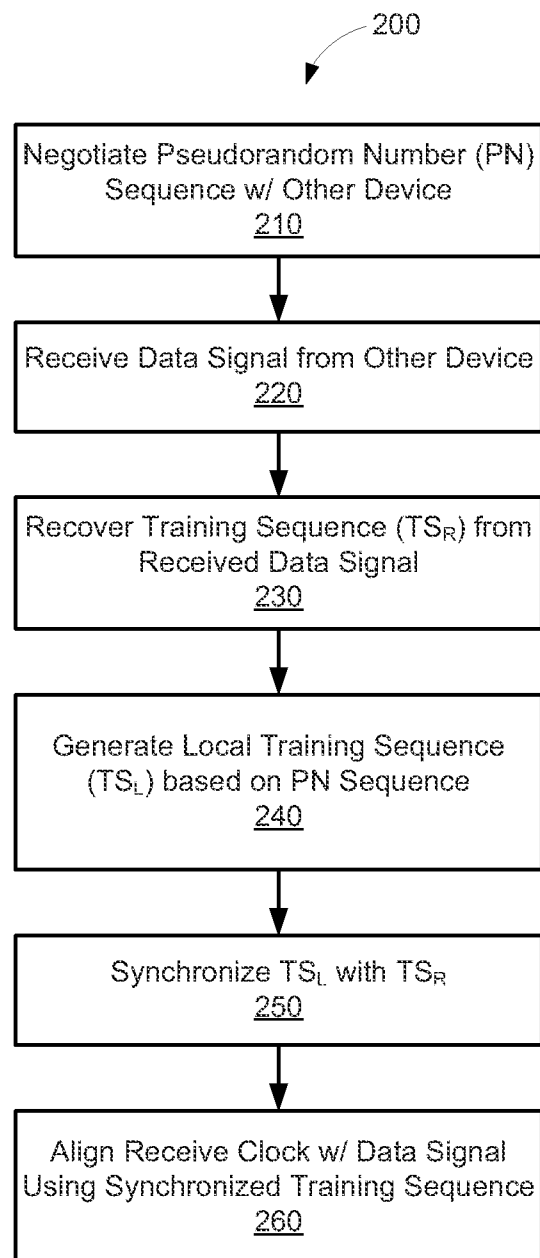 200
Negotiate Pseudorandom Number (PN)
Sequence w/ Other Device
210
Receive Data Signal from Other Device
220
Recover Training Sequence (TSR) from
Received Data Signal
230
Generate Local Training Sequence
(TSL) based on PN Sequence
240
Synchronize TSL with TSR
250
Align Receive Clock w/ Data Signal
Using Synchronized Training Sequence
260